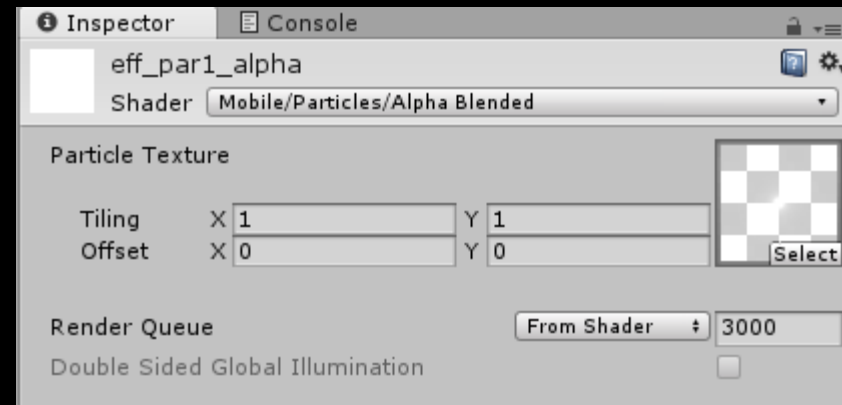 Inspector Console
eff_par1_alpha
Shader Mobile/Particles/Alpha Blended
Particle Texture
Tiling X 1 Y 1
Offset X 0 Y 0
Select
Render Queue From Shader 3000
Double Sided Global Illumination